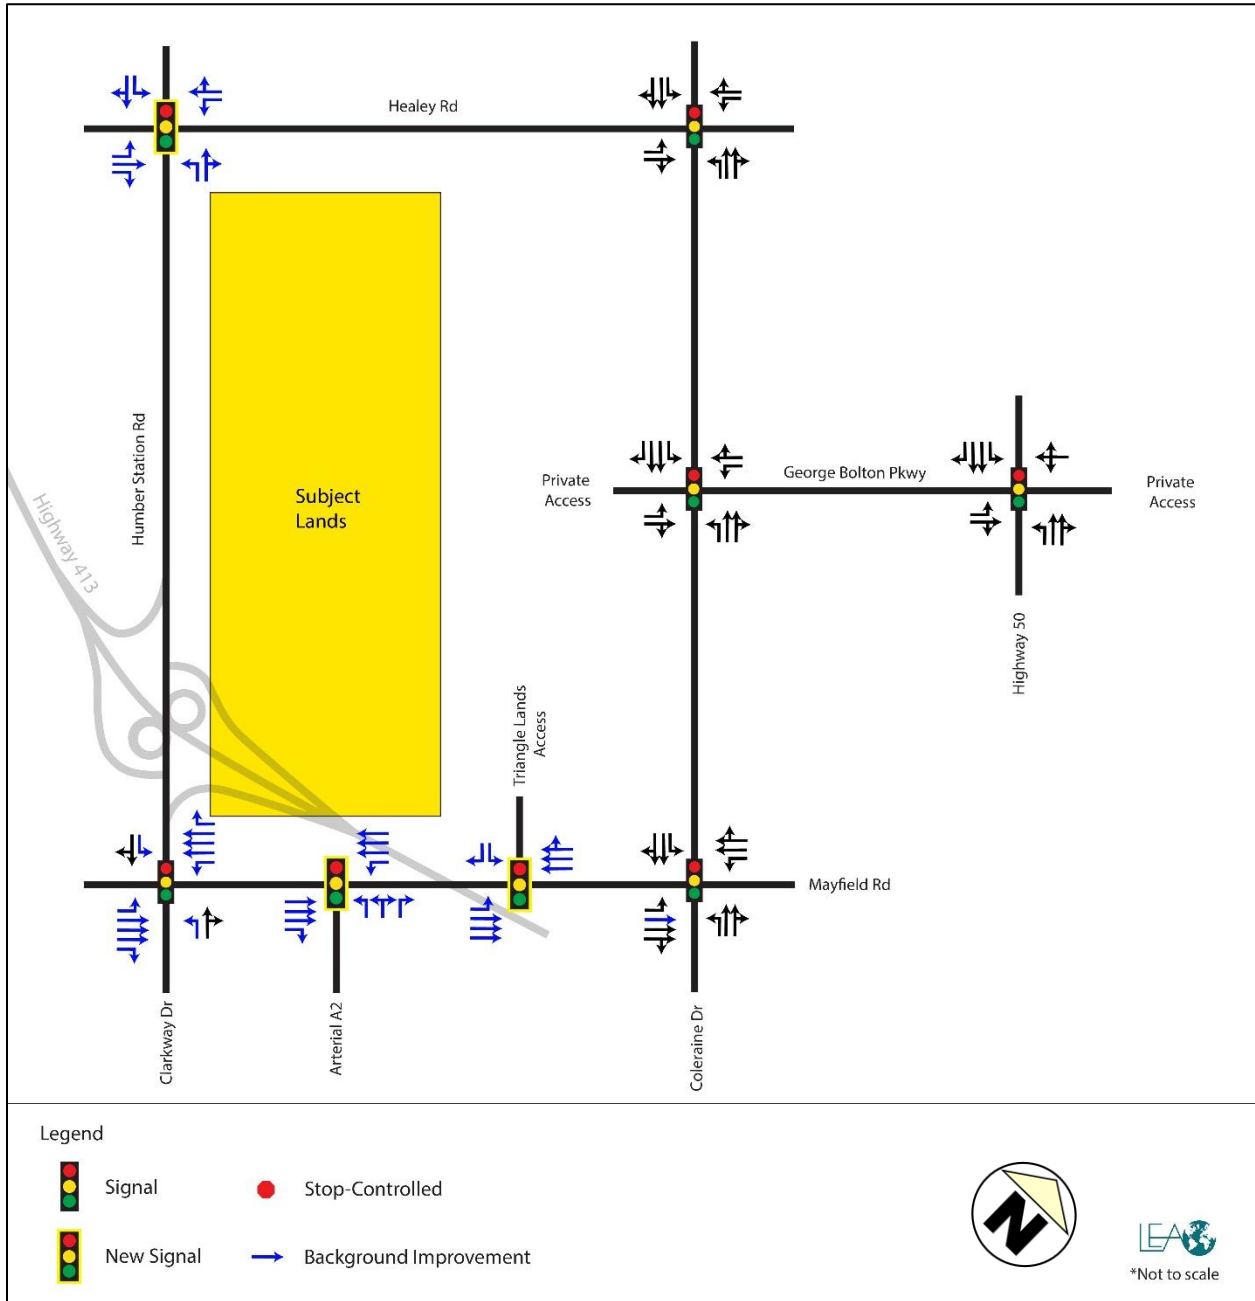 Healey Rd
Humber Station Rd
Highway 413
Subject
Lands
Private
Access
George Bolton Pkwy
Private
Access
Highway 50
Triangle Lands
Access
Mayfield Rd
Clarkway Dr
Arterial A2
Coleraine Dr
Legend
Signal
Stop-Controlled
New Signal
Background Improvement
N
LEA
*Not to scale